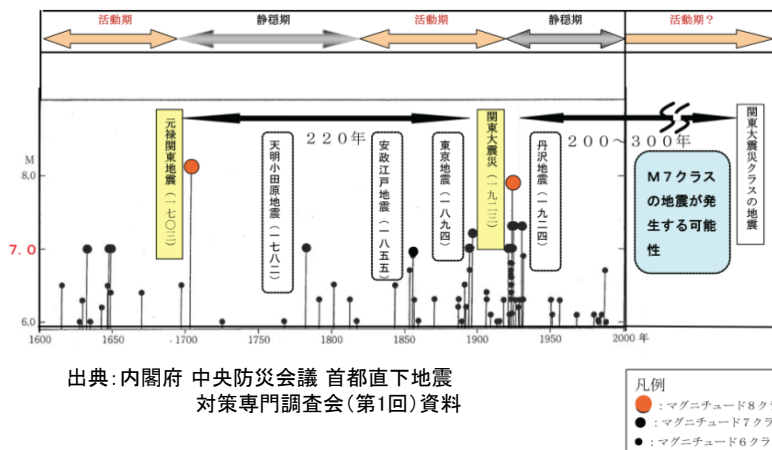 活動期
静穏期
活動期
静穏期
活動期？
元禄関東地震（一七〇三）
220年
天明小田原地震（一七八二）
安政江戸地震（一八五五）
東京地震（一八九四）
関東大震災（一九二三）
200～300年
丹沢地震（一九二四）
M７クラス
の地震が発
生する可能
性
関東大震災クラスの地震
M
8.0
7.0
6.0
1600
1650
1700
1750
1800
1850
1900
1950
2000 年
出典：内閣府 中央防災会議 首都直下地震
対策専門調査会（第1回）資料
凡例
：マグニチュード８クラ
：マグニチュード７クラ
：マグニチュード６クラ